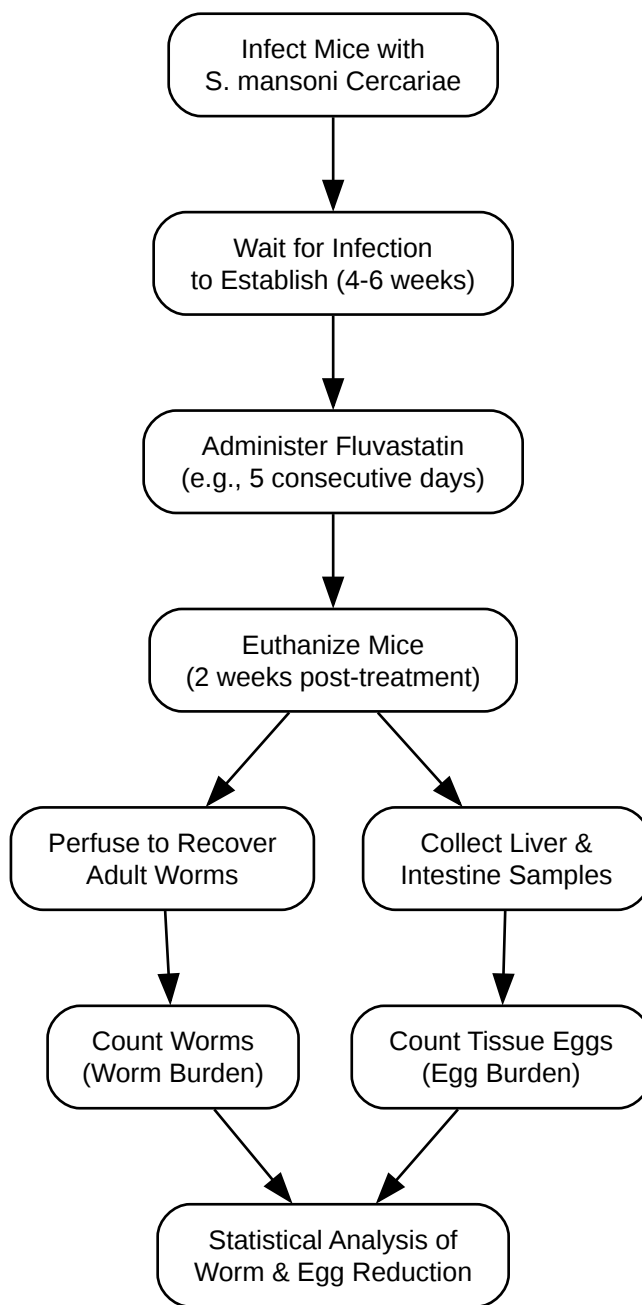 Infect Mice with
S. mansoni Cercariae
Wait for Infection
to Establish (4-6 weeks)
Administer Fluvastatin
(e.g., 5 consecutive days)
Euthanize Mice
(2 weeks post-treatment)
Perfuse to Recover
Adult Worms
Collect Liver &
Intestine Samples
Count Worms
(Worm Burden)
Count Tissue Eggs
(Egg Burden)
Statistical Analysis of
Worm & Egg Reduction